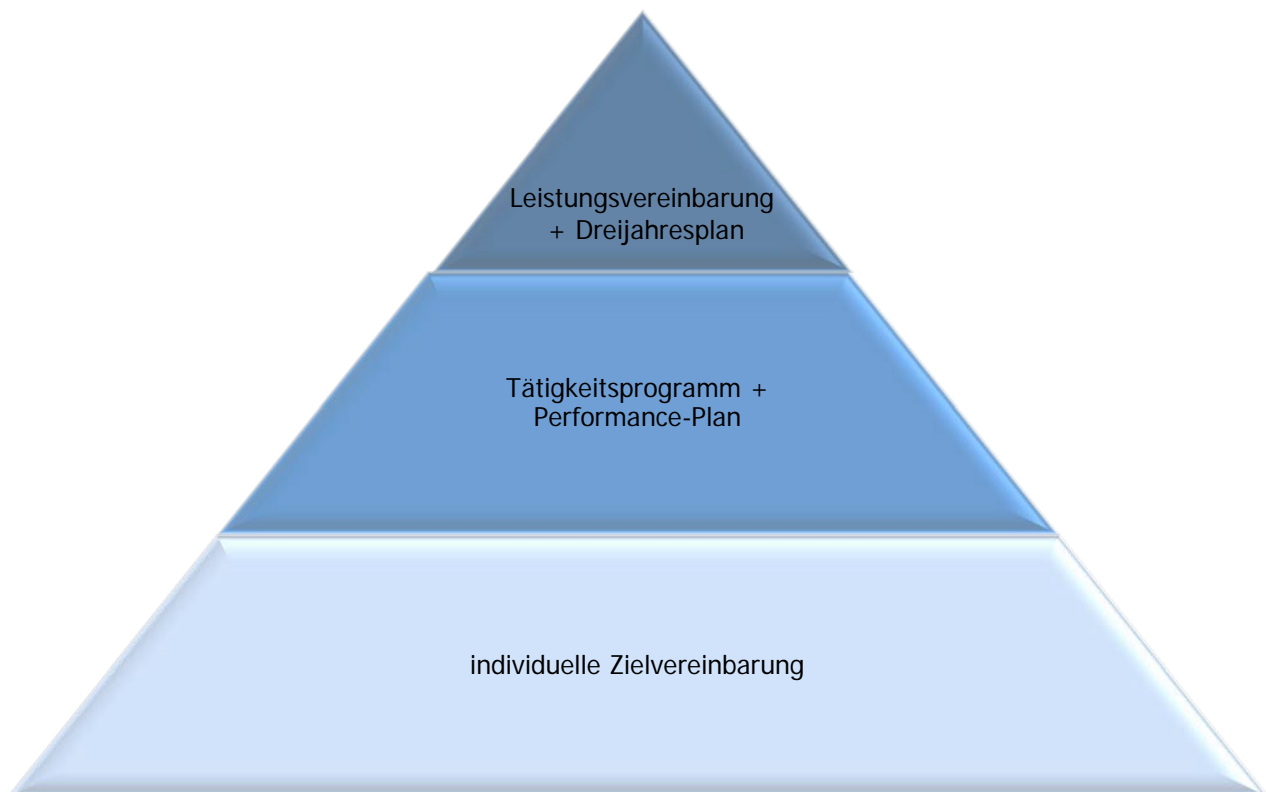 Leistungsvereinbarung
+ Dreijahresplan
Tätigkeitsprogramm +
Performance-Plan
individuelle Zielvereinbarung